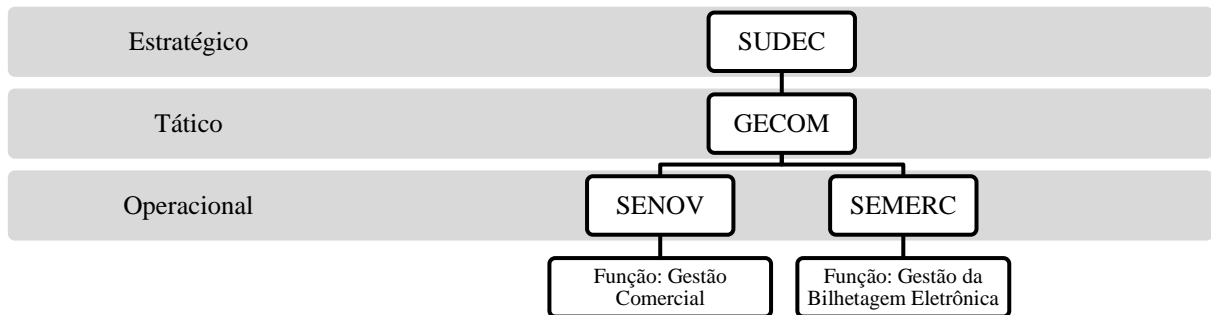 Estratégico
SUDEC
Tático
GECOM
Operacional
SENOV
SEMERC
Função: Gestão
Comercial
Função: Gestão da
Bilhetagem Eletrônica